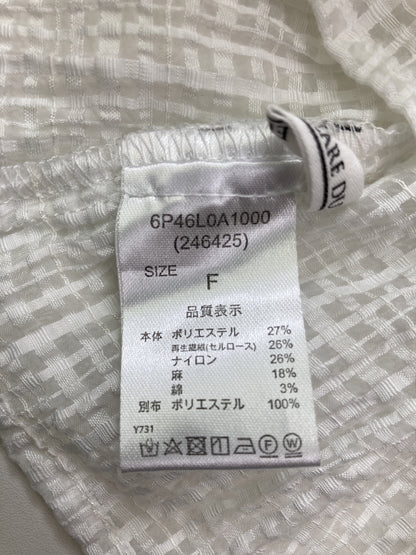 ARE DU
6P46L0A1000
(246425)
SIZE F
品質表示
本体 ポリエステル 27%
再生繊維(セルロース) 26%
ナイロン 26%
麻 18%
綿 3%
別布 ポリエステル 100%
Y731